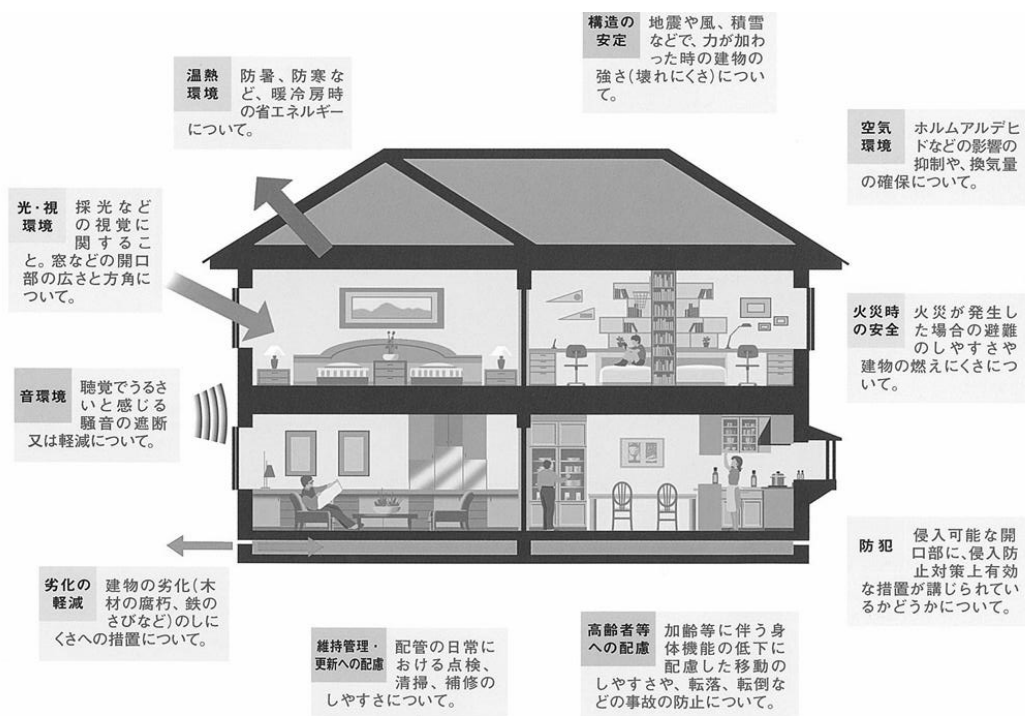 構造の
安定
地震や風、積雪
などで、力が加わ
った時の建物の
強さ(壊れにくさ)につい
て。
温熱
環境
防暑、防寒な
ど、暖冷房時
の省エネルギー
について。
空気
環境
ホルムアルデヒ
ドなどの影響の
抑制や、換気量
の確保について。
光・視
環境
採光など
の視覚に
関するこ
と。窓などの開口
部の広さと方角に
ついて。
火災時
の安全
火災が発生し
た場合の避難
のしやすさや
建物の燃えにくさにつ
いて。
音環境
聴覚でうるさ
いと感じる
騒音の遮断
又は軽減について。
防犯
侵入可能な開
口部に、侵入防
止対策上有効
な措置が講じられている
かどうかについて。
劣化の
軽減
建物の劣化(木
材の腐朽、鉄の
さびなど)のしに
くさへの措置について。
維持管理・
更新への配慮
配管の日常に
おける点検、
清掃、補修の
しやすさについて。
高齢者等
への配慮
加齢等に伴う身
体機能の低下に
配慮した移動の
しやすさや、転落、転倒な
どの事故の防止について。